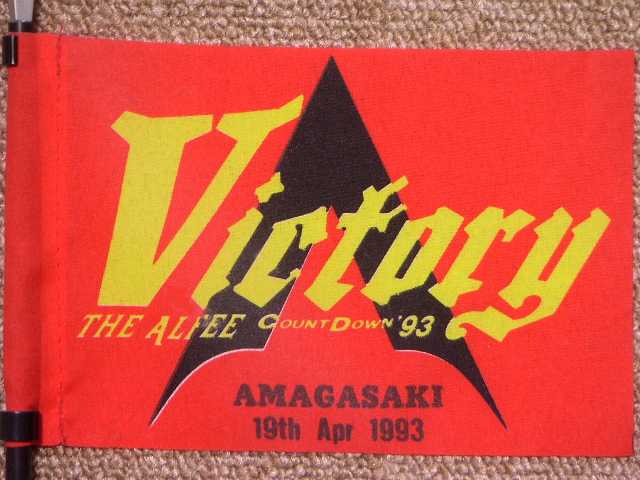 Victory
THE ALFEE COUNTDOWN '93
AMAGASAKI
19th Apr 1993